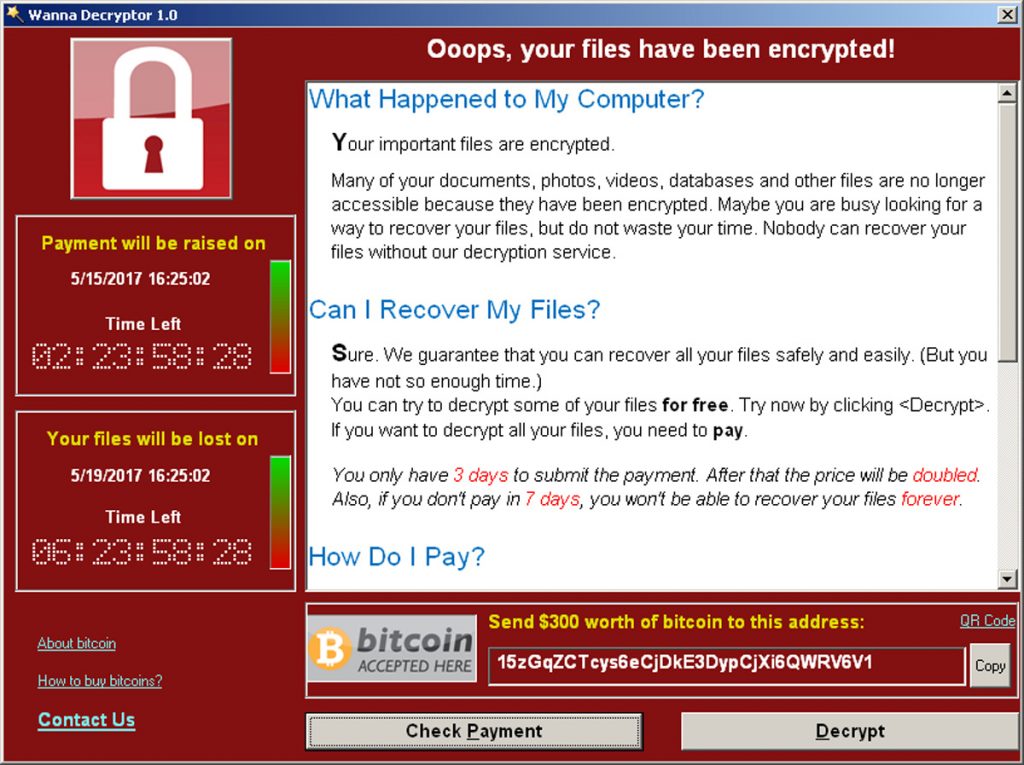 Wanna Decryptor 1.0
Ooops, your files have been encrypted!
Payment will be raised on
5/15/2017 16:25:02
Time Left
02:23:58:28
Your files will be lost on
5/19/2017 16:25:02
Time Left
06:23:58:28
About bitcoin
How to buy bitcoins?
Contact Us
What Happened to My Computer?
Your important files are encrypted.
Many of your documents, photos, videos, databases and other files are no longer
accessible because they have been encrypted. Maybe you are busy looking for a
way to recover your files, but do not waste your time. Nobody can recover your
files without our decryption service.
Can I Recover My Files?
Sure. We guarantee that you can recover all your files safely and easily. (But you
have not so enough time.)
You can try to decrypt some of your files for free. Try now by clicking <Decrypt>.
If you want to decrypt all your files, you need to pay.
You only have 3 days to submit the payment. After that the price will be doubled.
Also, if you don't pay in 7 days, you won't be able to recover your files forever.
How Do I Pay?
bitcoin
ACCEPTED HERE
Send $300 worth of bitcoin to this address:
QR Code
15zGqZCTcys6eCjDkE3DypCjXi6QWRV6V1
Copy
Check Payment
Decrypt